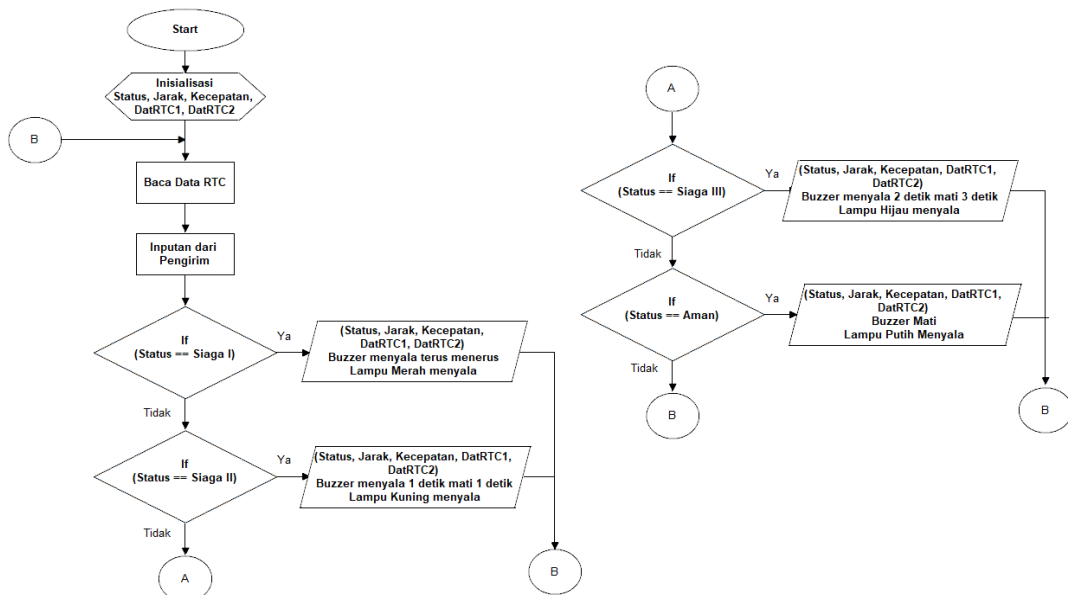 Start
Inisialisasi
Status, Jarak, Kecepatan,
DatRTC1, DatRTC2
B
Baca Data RTC
Inputan dari
Pengirim
If
(Status == Siaga I)
Ya
(Status, Jarak, Kecepatan,
DatRTC1, DatRTC2)
Buzzer menyala terus menerus
Lampu Merah menyala
Tidak
If
(Status == Siaga II)
Ya
(Status, Jarak, Kecepatan, DatRTC1,
DatRTC2)
Buzzer menyala 1 detik mati 1 detik
Lampu Kuning menyala
Tidak
A
B
A
If
(Status == Siaga III)
Ya
(Status, Jarak, Kecepatan, DatRTC1,
DatRTC2)
Buzzer menyala 2 detik mati 3 detik
Lampu Hijau menyala
Tidak
If
(Status == Aman)
Ya
(Status, Jarak, Kecepatan, DatRTC1,
DatRTC2)
Buzzer Mati
Lampu Putih Menyala
Tidak
B
B